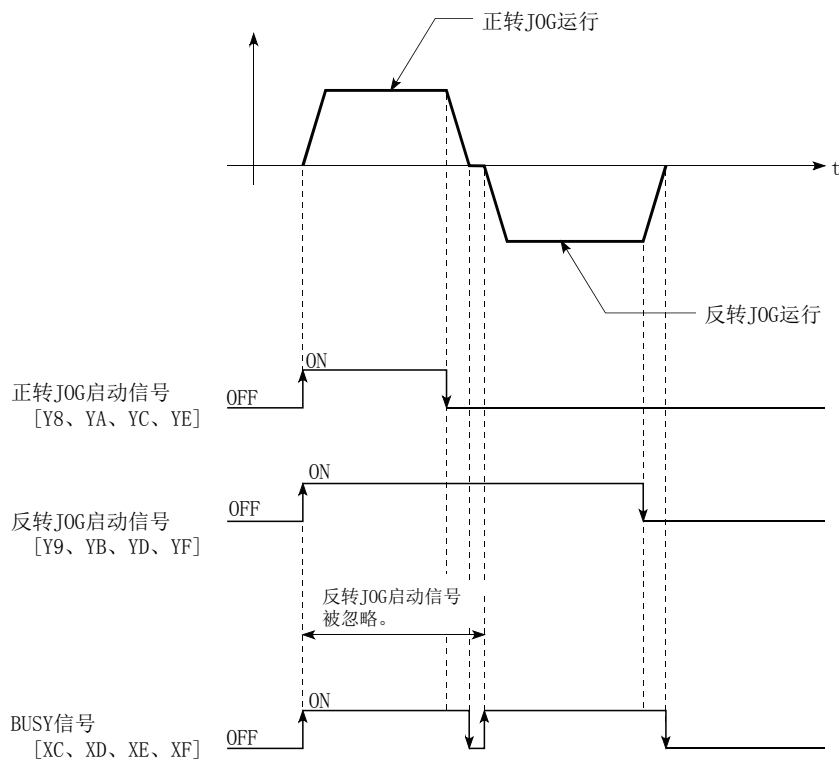 正转JOG运行
t
反转JOG运行
ON
正转JOG启动信号
OFF
[Y8、YA、YC、YE]
ON
反转JOG启动信号
OFF
[Y9、YB、YD、YF]
反转JOG启动信号
被忽略。
ON
BUSY信号
OFF
[XC、XD、XE、XF]